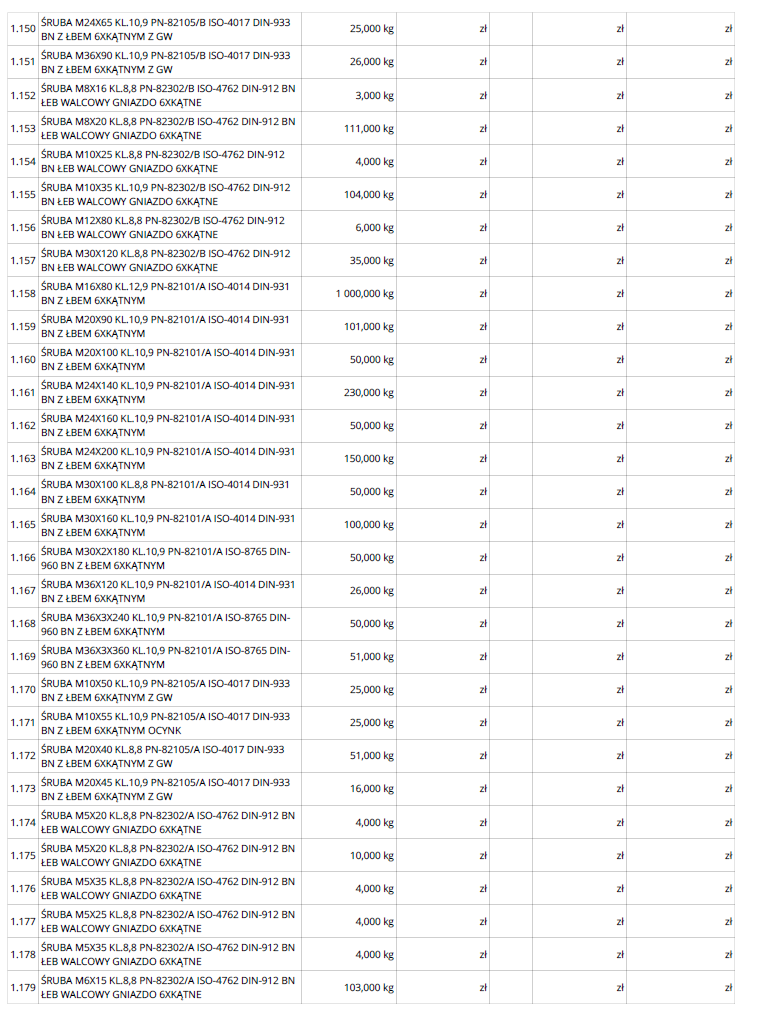 1.150 ŚRUBA M24X65 KL.10,9 PN-82105/B ISO-4017 DIN-933 25,000 kg zł zł zł
BN Z ŁBEM 6XKĄTNYM Z GW
1.151 ŚRUBA M36X90 KL.10,9 PN-82105/B ISO-4017 DIN-933 26,000 kg zł zł zł
BN Z ŁBEM 6XKĄTNYM Z GW
1.152 ŚRUBA M8X16 KL.8,8 PN-82302/B ISO-4762 DIN-912 BN 3,000 kg zł zł zł
ŁEB WALCOWY GNIAZDO 6XKĄTNE
1.153 ŚRUBA M8X20 KL.8,8 PN-82302/B ISO-4762 DIN-912 BN 111,000 kg zł zł zł
ŁEB WALCOWY GNIAZDO 6XKĄTNE
1.154 ŚRUBA M10X25 KL.8,8 PN-82302/B ISO-4762 DIN-912 4,000 kg zł zł zł
BN ŁEB WALCOWY GNIAZDO 6XKĄTNE
1.155 ŚRUBA M10X35 KL.10,9 PN-82302/B ISO-4762 DIN-912 104,000 kg zł zł zł
BN ŁEB WALCOWY GNIAZDO 6XKĄTNE
1.156 ŚRUBA M12X80 KL.8,8 PN-82302/B ISO-4762 DIN-912 6,000 kg zł zł zł
BN ŁEB WALCOWY GNIAZDO 6XKĄTNE
1.157 ŚRUBA M30X120 KL.8,8 PN-82302/B ISO-4762 DIN-912 35,000 kg zł zł zł
BN ŁEB WALCOWY GNIAZDO 6XKĄTNE
1.158 ŚRUBA M16X80 KL.12,9 PN-82101/A ISO-4014 DIN-931 1 000,000 kg zł zł zł
BN Z ŁBEM 6XKĄTNYM
1.159 ŚRUBA M20X90 KL.10,9 PN-82101/A ISO-4014 DIN-931 101,000 kg zł zł zł
BN Z ŁBEM 6XKĄTNYM
1.160 ŚRUBA M20X100 KL.10,9 PN-82101/A ISO-4014 DIN-931 50,000 kg zł zł zł
BN Z ŁBEM 6XKĄTNYM
1.161 ŚRUBA M24X140 KL.10,9 PN-82101/A ISO-4014 DIN-931 230,000 kg zł zł zł
BN Z ŁBEM 6XKĄTNYM
1.162 ŚRUBA M24X160 KL.10,9 PN-82101/A ISO-4014 DIN-931 50,000 kg zł zł zł
BN Z ŁBEM 6XKĄTNYM
1.163 ŚRUBA M24X200 KL.10,9 PN-82101/A ISO-4014 DIN-931 150,000 kg zł zł zł
BN Z ŁBEM 6XKĄTNYM
1.164 ŚRUBA M30X100 KL.8,8 PN-82101/A ISO-4014 DIN-931 50,000 kg zł zł zł
BN Z ŁBEM 6XKĄTNYM
1.165 ŚRUBA M30X160 KL.10,9 PN-82101/A ISO-4014 DIN-931 100,000 kg zł zł zł
BN Z ŁBEM 6XKĄTNYM
1.166 ŚRUBA M30X2X180 KL.10,9 PN-82101/A ISO-8765 DIN- 50,000 kg zł zł zł
960 BN Z ŁBEM 6XKĄTNYM
1.167 ŚRUBA M36X120 KL.10,9 PN-82101/A ISO-4014 DIN-931 26,000 kg zł zł zł
BN Z ŁBEM 6XKĄTNYM
1.168 ŚRUBA M36X3X240 KL.10,9 PN-82101/A ISO-8765 DIN- 50,000 kg zł zł zł
960 BN Z ŁBEM 6XKĄTNYM
1.169 ŚRUBA M36X3X360 KL.10,9 PN-82101/A ISO-8765 DIN- 51,000 kg zł zł zł
960 BN Z ŁBEM 6XKĄTNYM
1.170 ŚRUBA M10X50 KL.10,9 PN-82105/A ISO-4017 DIN-933 25,000 kg zł zł zł
BN Z ŁBEM 6XKĄTNYM Z GW
1.171 ŚRUBA M10X55 KL.10,9 PN-82105/A ISO-4017 DIN-933 25,000 kg zł zł zł
BN Z ŁBEM 6XKĄTNYM OCYNK
1.172 ŚRUBA M20X40 KL.8,8 PN-82105/A ISO-4017 DIN-933 51,000 kg zł zł zł
BN Z ŁBEM 6XKĄTNYM Z GW
1.173 ŚRUBA M20X45 KL.10,9 PN-82105/A ISO-4017 DIN-933 16,000 kg zł zł zł
BN Z ŁBEM 6XKĄTNYM Z GW
1.174 ŚRUBA M5X20 KL.8,8 PN-82302/A ISO-4762 DIN-912 BN 4,000 kg zł zł zł
ŁEB WALCOWY GNIAZDO 6XKĄTNE
1.175 ŚRUBA M5X20 KL.8,8 PN-82302/A ISO-4762 DIN-912 BN 10,000 kg zł zł zł
ŁEB WALCOWY GNIAZDO 6XKĄTNE
1.176 ŚRUBA M5X35 KL.8,8 PN-82302/A ISO-4762 DIN-912 BN 4,000 kg zł zł zł
ŁEB WALCOWY GNIAZDO 6XKĄTNE
1.177 ŚRUBA M5X25 KL.8,8 PN-82302/A ISO-4762 DIN-912 BN 4,000 kg zł zł zł
ŁEB WALCOWY GNIAZDO 6XKĄTNE
1.178 ŚRUBA M5X35 KL.8,8 PN-82302/A ISO-4762 DIN-912 BN 4,000 kg zł zł zł
ŁEB WALCOWY GNIAZDO 6XKĄTNE
1.179 ŚRUBA M6X15 KL.8,8 PN-82302/A ISO-4762 DIN-912 BN 103,000 kg zł zł zł
ŁEB WALCOWY GNIAZDO 6XKĄTNE